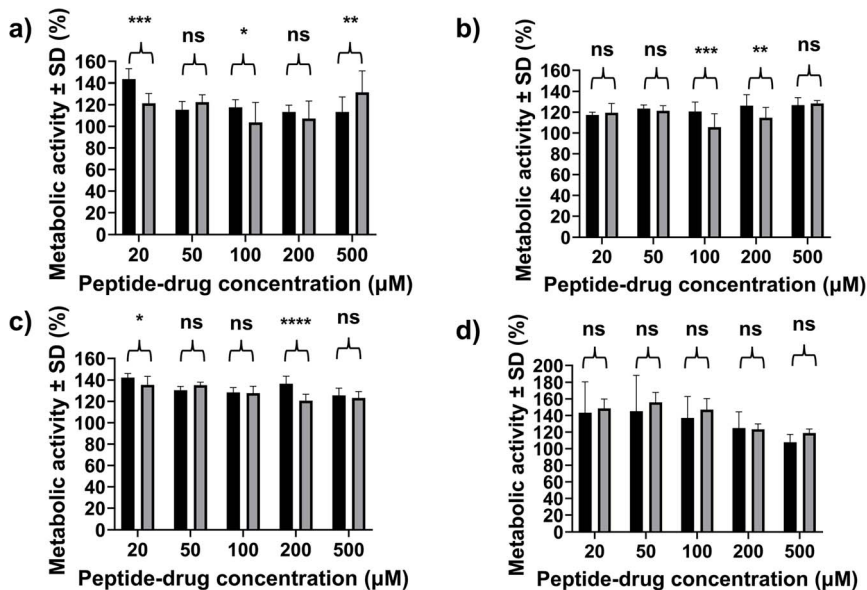 a)
*** ns * ns **
Metabolic activity ± SD (%)
160
140
120
100
80
60
40
20
0
20 50 100 200 500
Peptide-drug concentration (µM)
b)
ns ns *** ** ns
Metabolic activity ± SD (%)
160
140
120
100
80
60
40
20
0
20 50 100 200 500
Peptide-drug concentration (µM)
c)
* ns ns **** ns
Metabolic activity ± SD (%)
160
140
120
100
80
60
40
20
0
20 50 100 200 500
Peptide-drug concentration (µM)
d)
ns ns ns ns ns
Metabolic activity ± SD (%)
200
180
160
140
120
100
80
60
40
20
0
20 50 100 200 500
Peptide-drug concentration (µM)